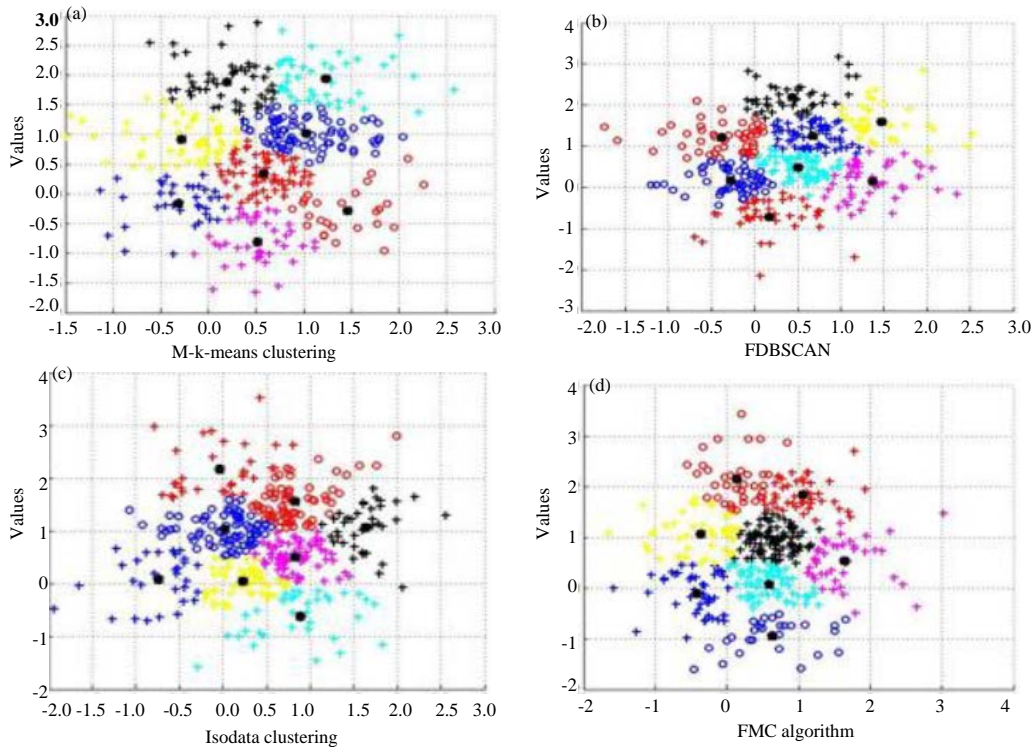 (a)
3.0
2.5
2.0
1.5
1.0
0.5
0.0
-0.5
-1.0
-1.5
-2.0
Values
-1.5 -1.0 -0.5 0.0 0.5 1.0 1.5 2.0 3.0
M-k-means clustering
(b)
4
3
2
1
0
-1
-2
-3
Values
-2.0 -1.5 -1.0 -0.5 0 0.5 1.0 1.5 2.0 2.5 3.0
FDBSCAN
(c)
4
3
2
1
0
-1
-2
Values
-2.0 -1.5 -1.0 -0.5 0.0 0.5 1.0 1.5 2.0 2.5 3.0
Isodata clustering
(d)
4
3
2
1
0
-1
-2
Values
-2 -1 0 1 2 3 4
FMC algorithm